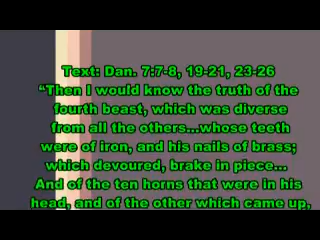 Text: Dan. 7:7-8, 19-21, 23-26
“Then I would know the truth of the
fourth beast, which was diverse
from all the others...whose teeth
were of iron, and his nails of brass;
which devoured, brake in piece...
And of the ten horns that were in his
head, and of the other which came up,